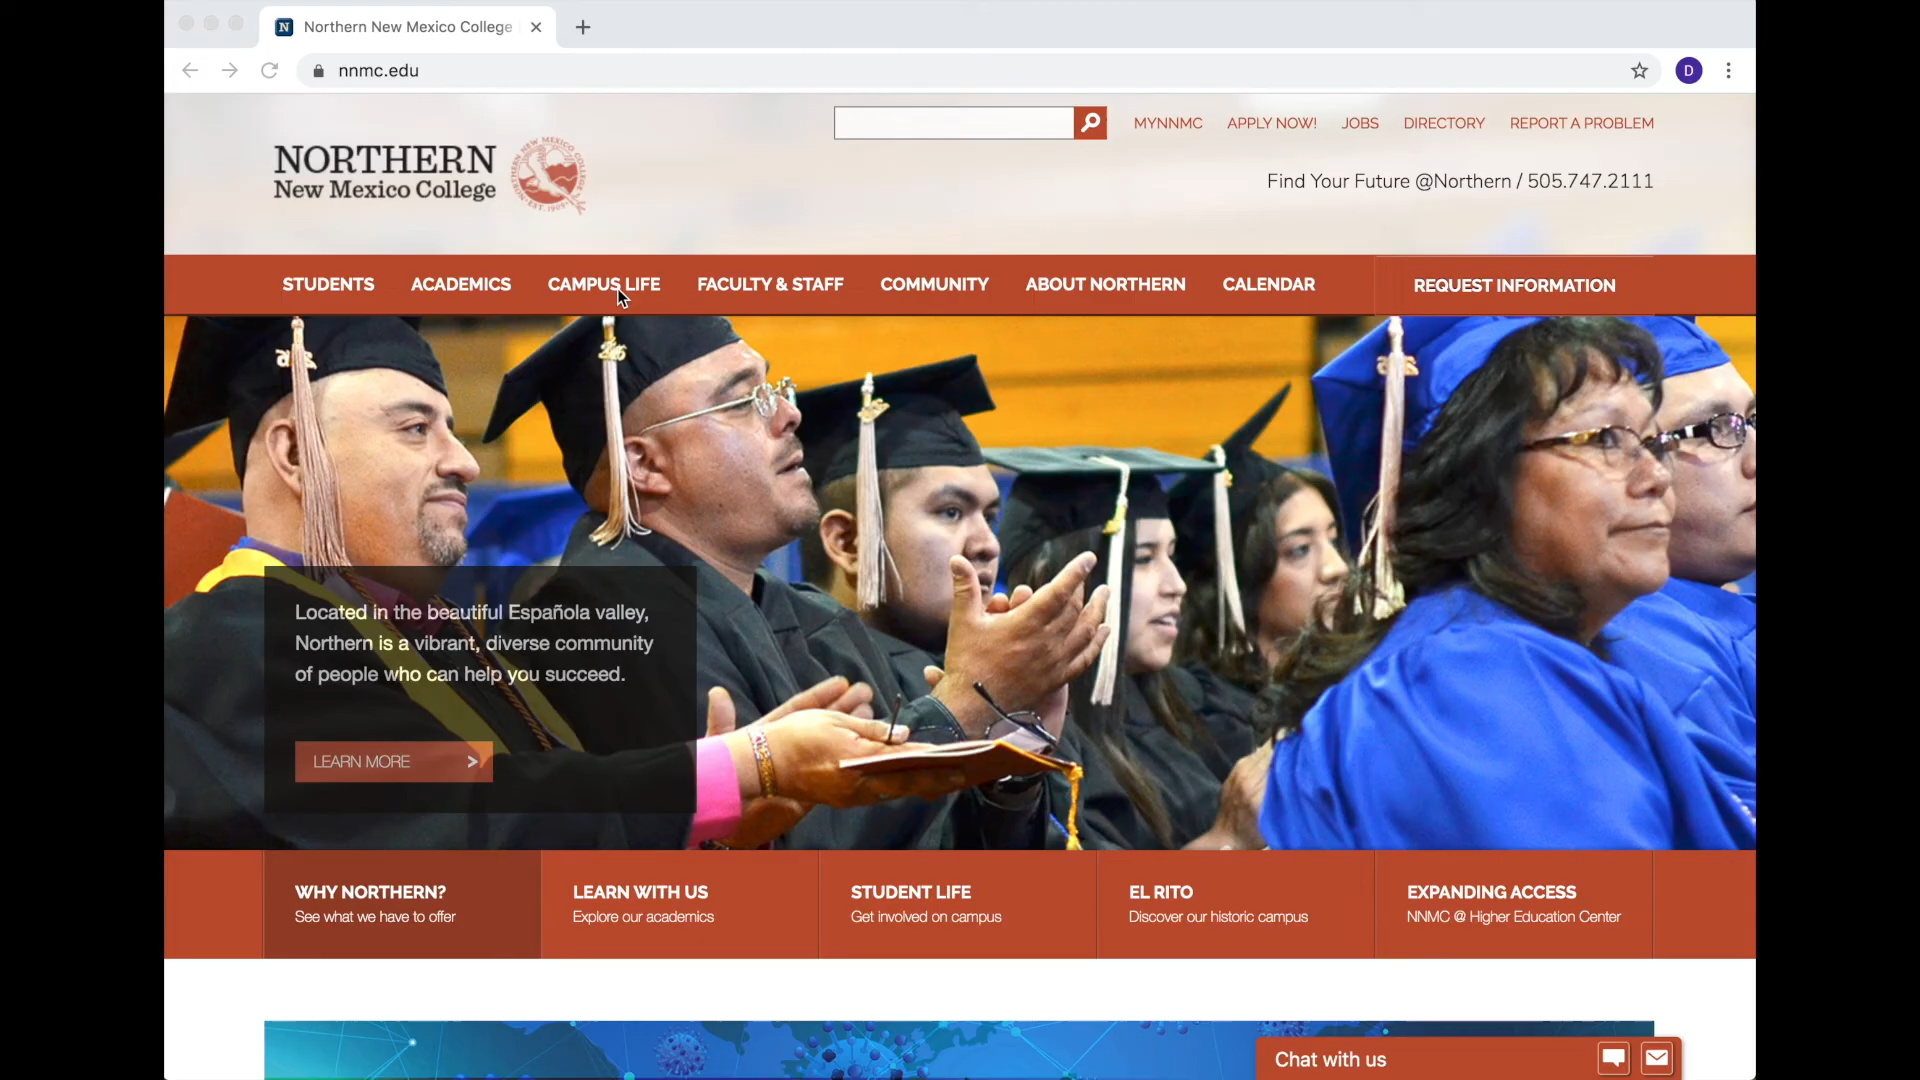 Northern New Mexico College
nnmc.edu
D
MYNNMC APPLY NOW! JOBS DIRECTORY REPORT A PROBLEM
NORTHERN
New Mexico College
Find Your Future @Northern / 505.747.2111
STUDENTS ACADEMICS CAMPUS LIFE FACULTY & STAFF COMMUNITY ABOUT NORTHERN CALENDAR REQUEST INFORMATION
Located in the beautiful Española valley,
Northern is a vibrant, diverse community
of people who can help you succeed.
LEARN MORE >
WHY NORTHERN? LEARN WITH US STUDENT LIFE EL RITO EXPANDING ACCESS
See what we have to offer Explore our academics Get involved on campus Discover our historic campus NNMC @ Higher Education Center
Chat with us